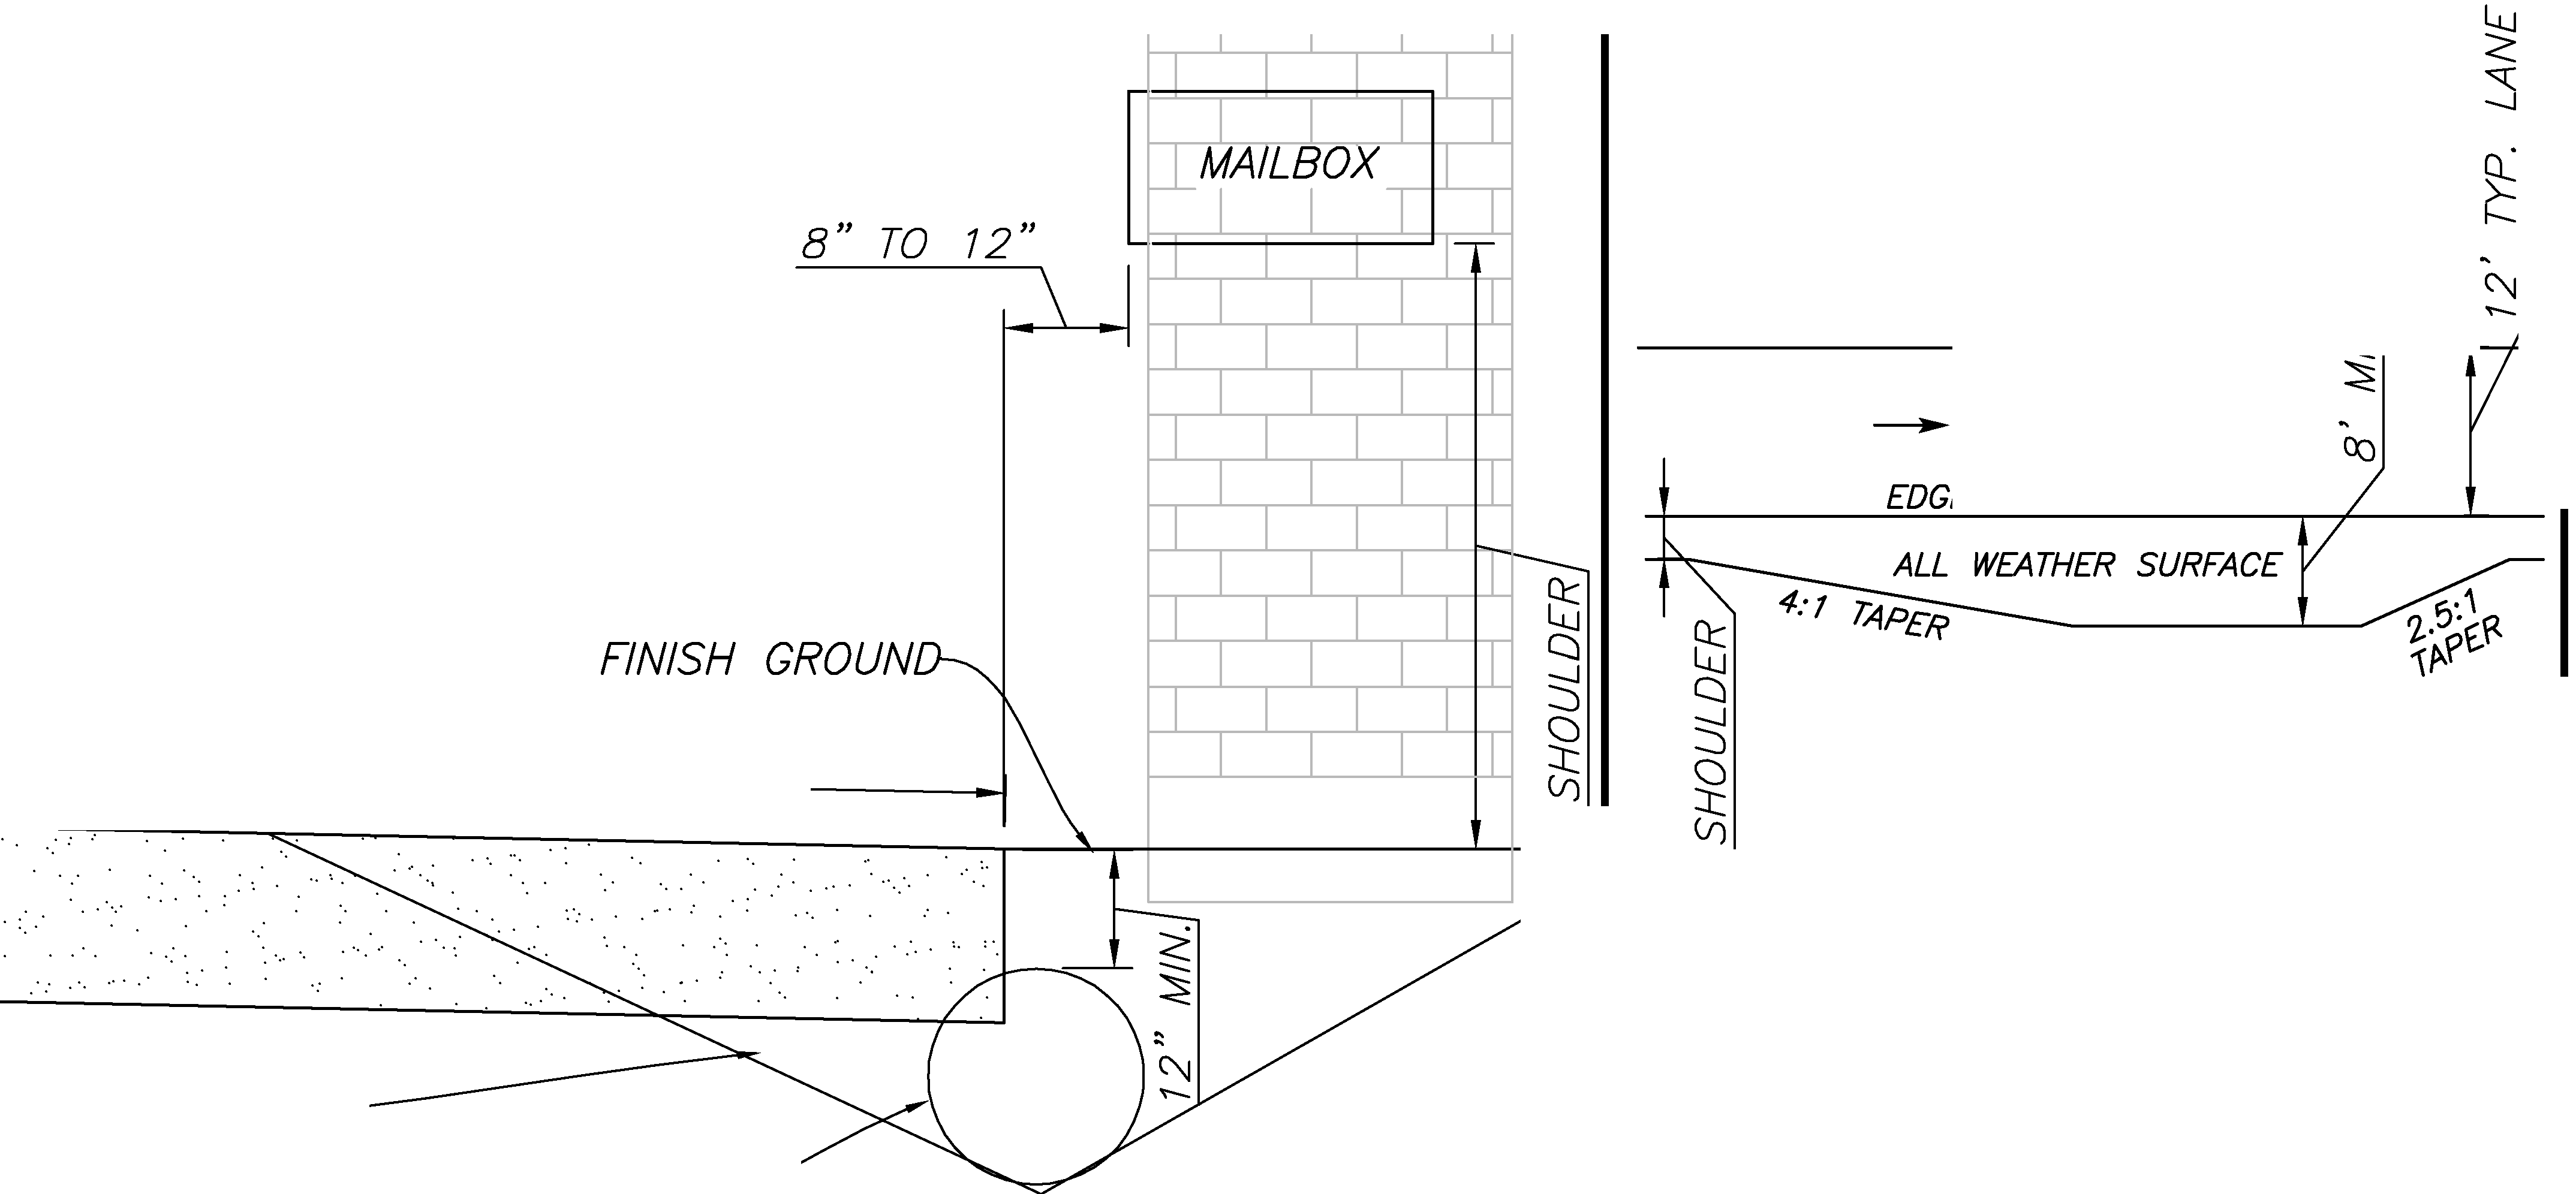 MAILBOX
8” TO 12”
FINISH GROUND
SHOULDER
12” MIN.
12’ TYP. LANE
8’
ALL WEATHER SURFACE
4:1 TAPER
2.5:1
TAPER
SHOULDER